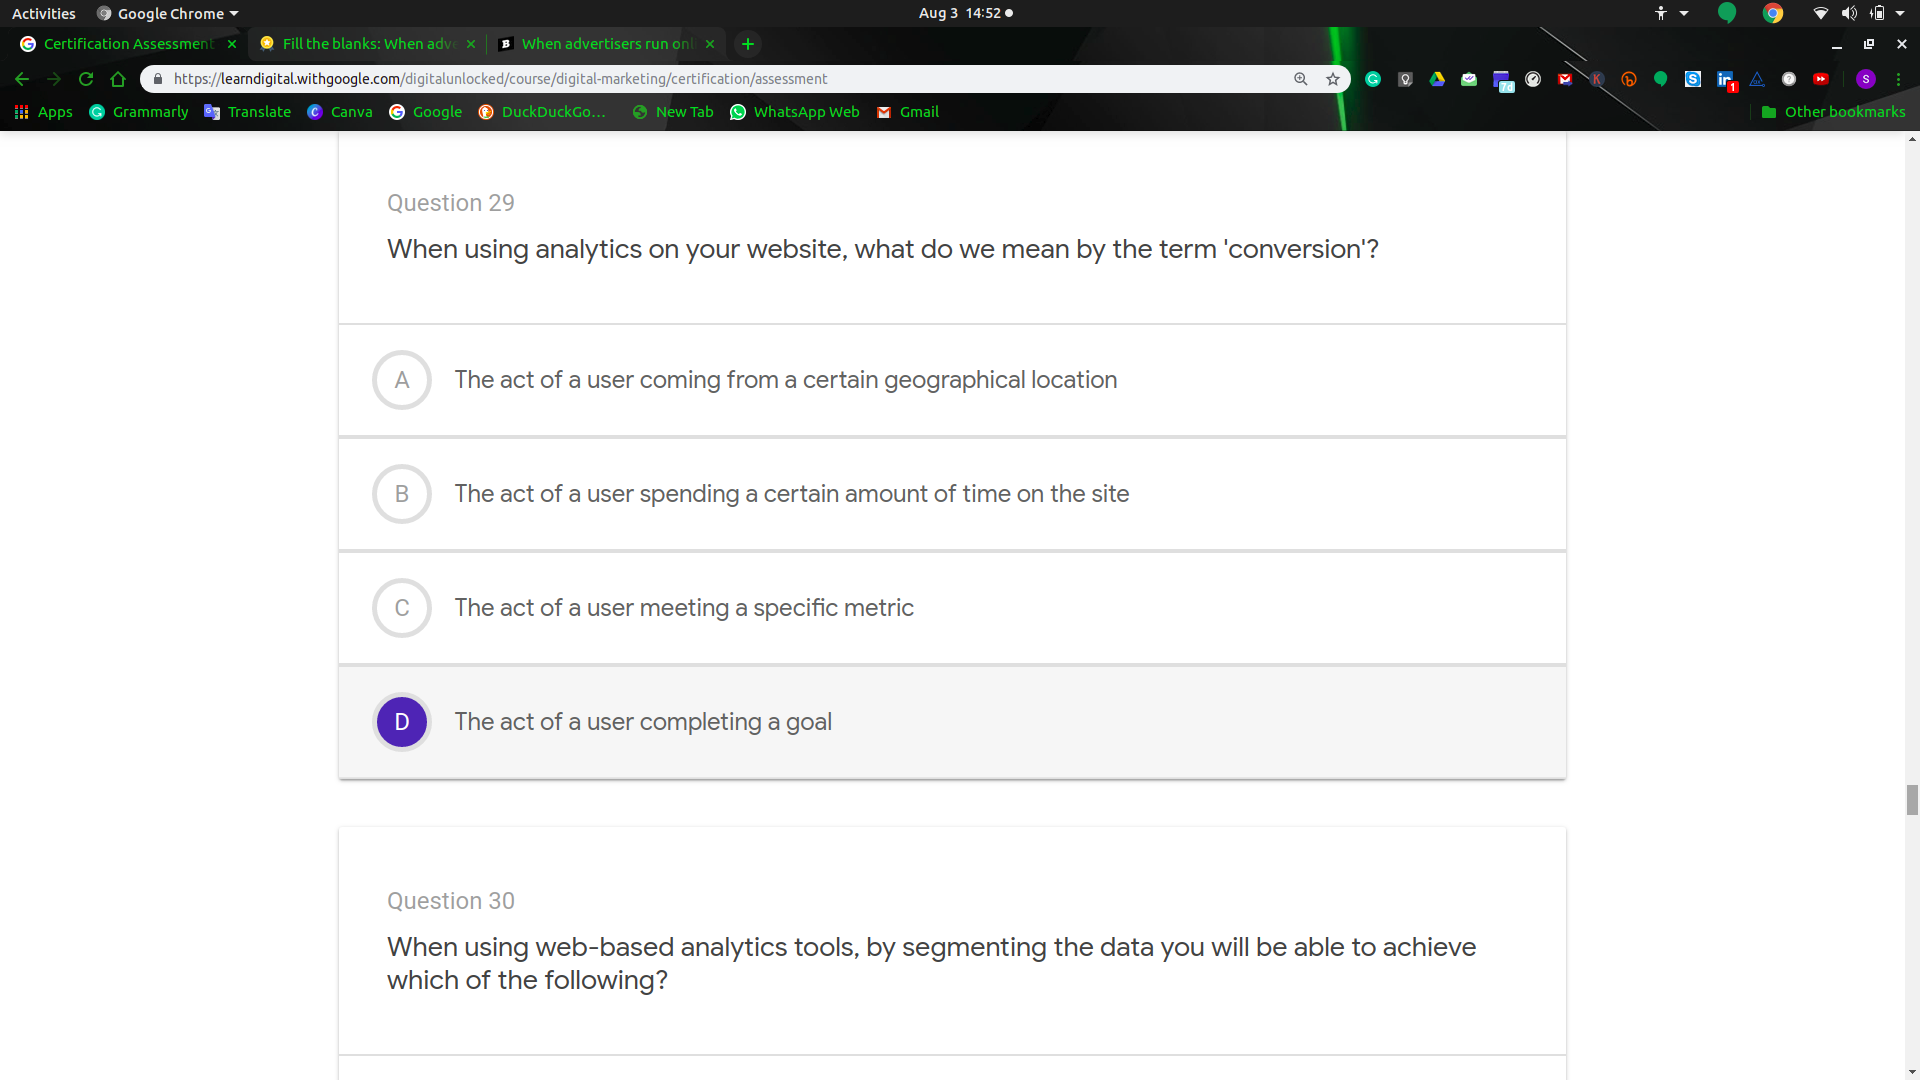 Activities Google Chrome Aug 3 14:52
Certification Assessment Fill the blanks: When adve When advertisers run onl
https://learndigital.withgoogle.com/digitalunlocked/course/digital-marketing/certification/assessment 7d 1 S
Apps Grammarly Translate Canva Google DuckDuckGo... New Tab WhatsApp Web Gmail Other bookmarks
Question 29
When using analytics on your website, what do we mean by the term 'conversion'?
A The act of a user coming from a certain geographical location
B The act of a user spending a certain amount of time on the site
C The act of a user meeting a specific metric
D The act of a user completing a goal
Question 30
When using web-based analytics tools, by segmenting the data you will be able to achieve
which of the following?